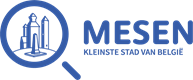 MESEN
KLEINSTE STAD VAN BELGIË